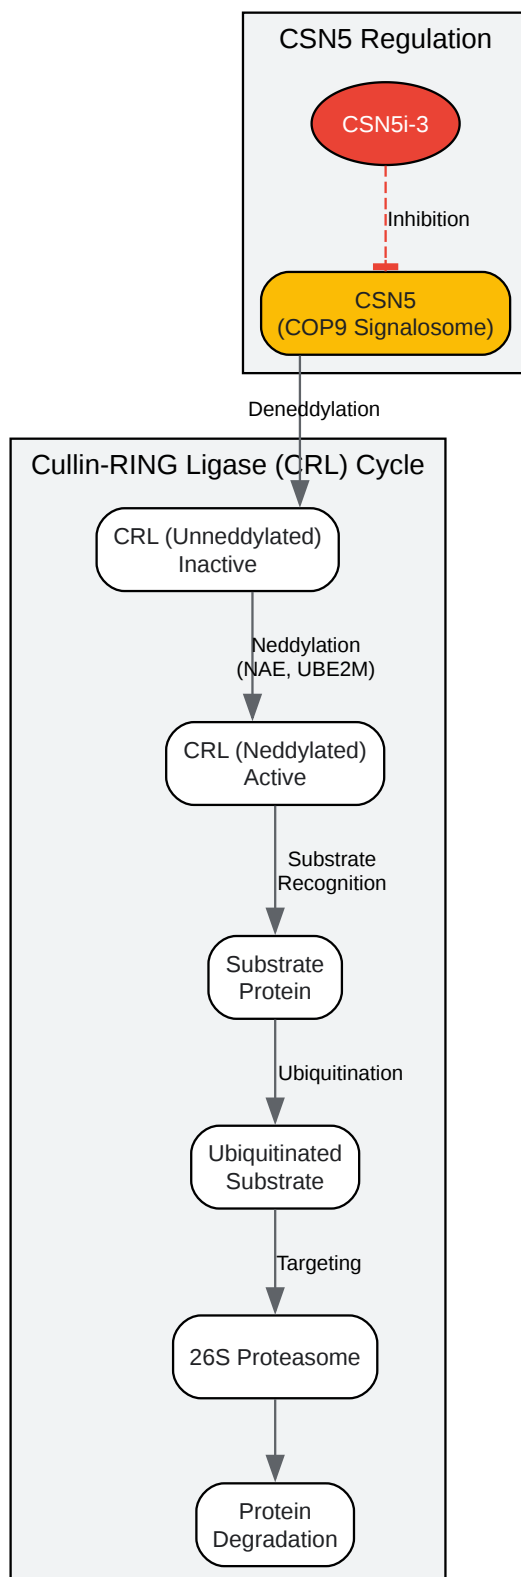 CSN5 Regulation
CSN5i-3
Inhibition
CSN5
(COP9 Signalosome)
Deneddylation
Cullin-RING Ligase (CRL) Cycle
CRL (Unneddylated)
Inactive
Neddylation
(NAE, UBE2M)
CRL (Neddylated)
Active
Substrate
Recognition
Substrate
Protein
Ubiquitination
Ubiquitinated
Substrate
Targeting
26S Proteasome
Protein
Degradation